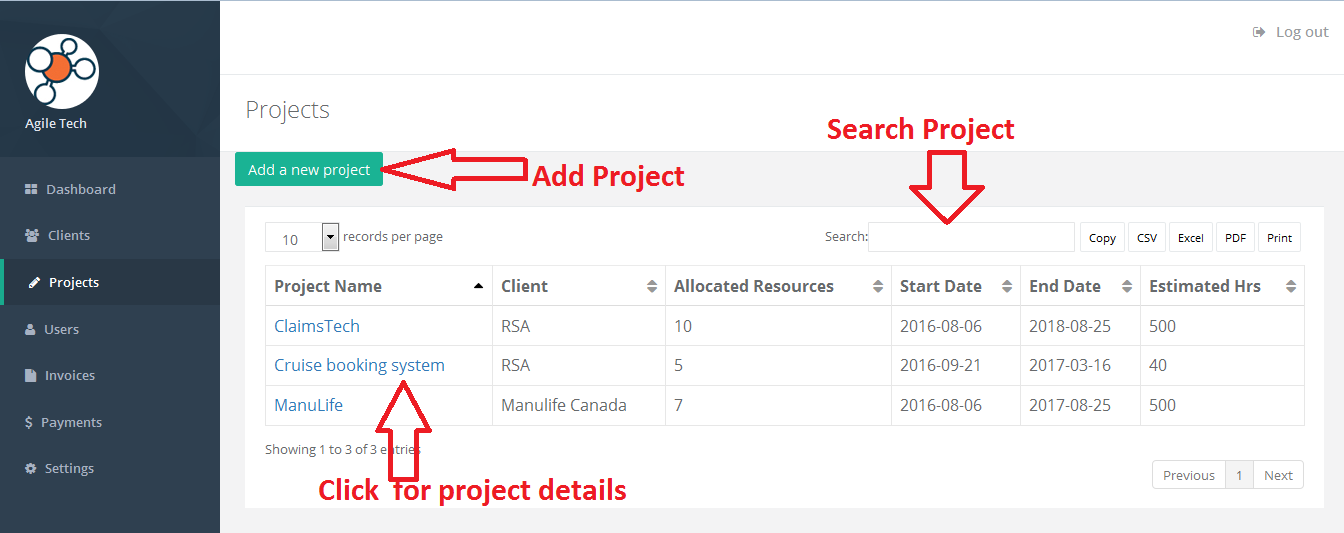 Log out
Agile Tech
Dashboard
Clients
Projects
Users
Invoices
$ Payments
Settings
Projects
Search Project
Add a new project
Add Project
10 records per page
Search:
Copy CSV Excel PDF Print
Project Name Client Allocated Resources Start Date End Date Estimated Hrs
ClaimsTech RSA 10 2016-08-06 2018-08-25 500
Cruise booking system RSA 5 2016-09-21 2017-03-16 40
ManuLife Manulife Canada 7 2016-08-06 2017-08-25 500
Showing 1 to 3 of 3 entries
Previous 1 Next
Click for project details